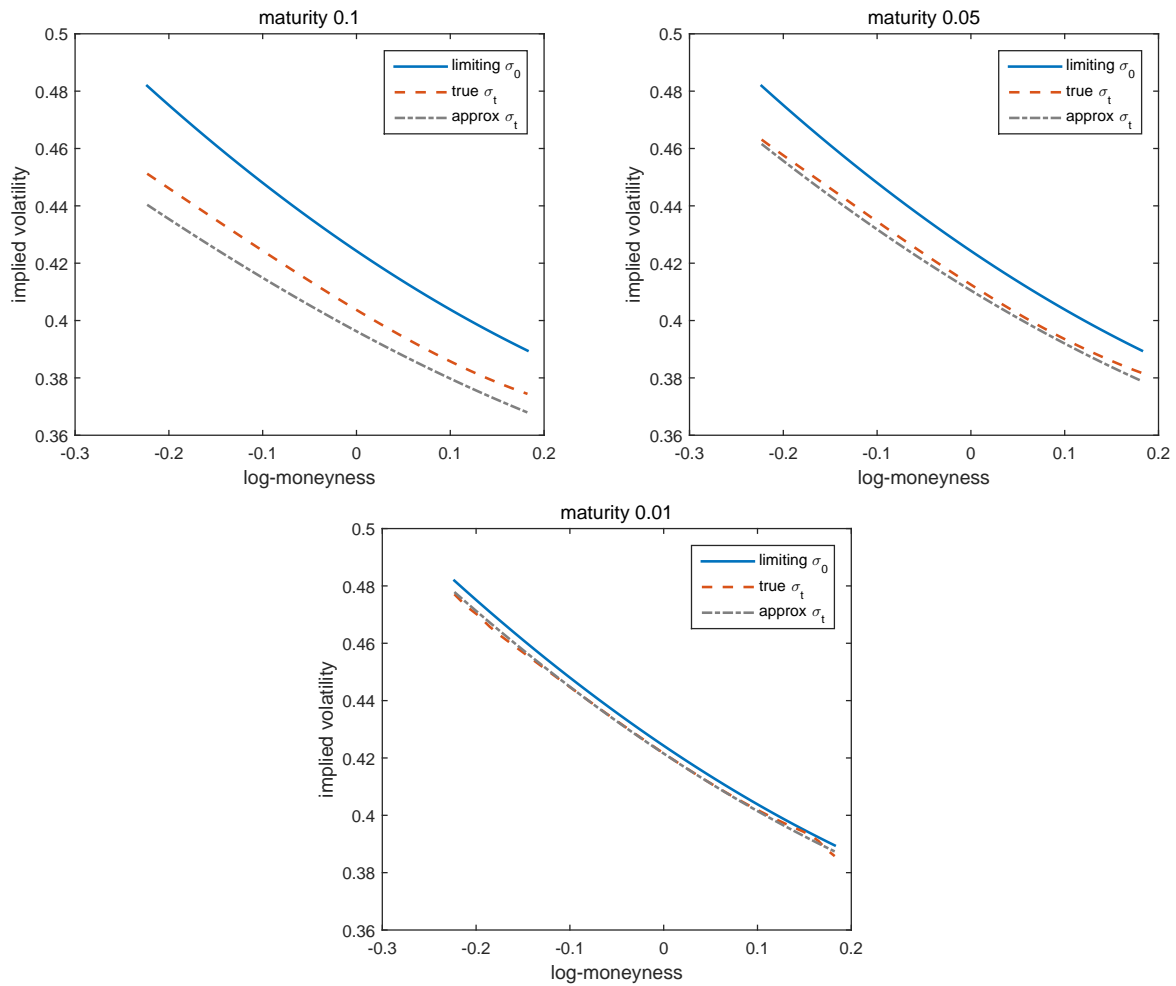 maturity 0.1
0.5
0.48
0.46
0.44
0.42
0.4
0.38
0.36
implied volatility
limiting σ0
true σt
approx σt
-0.3 -0.2 -0.1 0 0.1 0.2
log-moneyness
maturity 0.05
0.5
0.48
0.46
0.44
0.42
0.4
0.38
0.36
implied volatility
limiting σ0
true σt
approx σt
-0.3 -0.2 -0.1 0 0.1 0.2
log-moneyness
maturity 0.01
0.5
0.48
0.46
0.44
0.42
0.4
0.38
0.36
implied volatility
limiting σ0
true σt
approx σt
-0.3 -0.2 -0.1 0 0.1 0.2
log-moneyness